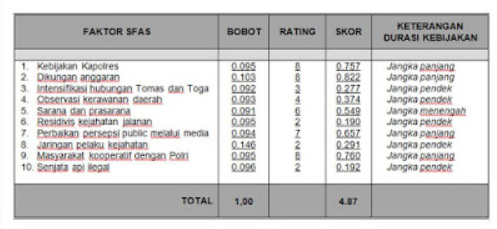 FAKTOR SFAS BOBOT RATING SKOR KETERANGAN DURASI KEBIJAKAN
1. Kebijakan Kapolres 0.095 8 0.757 Jangka panjang
2. Dikungan anggaran 0.103 8 0.822 Jangka panjang
3. Intensifikasi hubungan Tomas dan Toga 0.092 3 0.277 Jangka pendek
4. Observasi kerawanan daerah 0.093 4 0.374 Jangka pendek
5. Sarana dan prasarana 0.091 6 0.549 Jangka menengah
6. Residivis kejahatan jalanan 0.095 2 0.190 Jangka pendek
7. Perbaikan persepsi public melalui media 0.094 7 0.657 Jangka panjang
8. Jaringan pelaku kejahatan 0.146 2 0.291 Jangka pendek
9. Masyarakat kooperatif dengan Polri 0.095 8 0.760 Jangka panjang
10. Senjata api ilegal 0.096 2 0.192 Jangka pendek
TOTAL 1,00 4.87